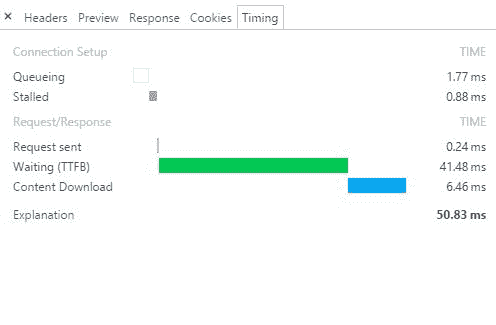 × Headers Preview Response Cookies Timing
Connection Setup TIME
Queueing 1.77 ms
Stalled 0.88 ms
Request/Response TIME
Request sent 0.24 ms
Waiting (TTFB) 41.48 ms
Content Download 6.46 ms
Explanation 50.83 ms